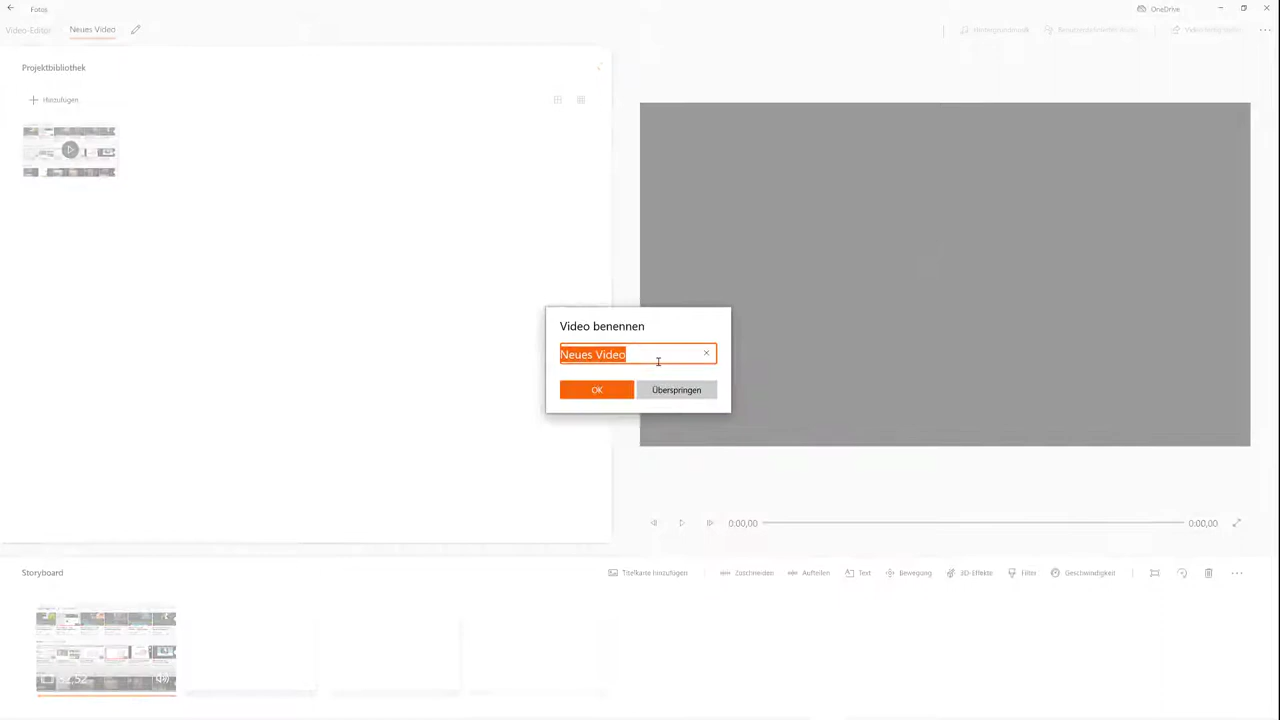 Fotos
OneDrive
Video-Editor
Neues Video
Hintergrundmusik
Projektbibliothek
Hinzufügen
Video benennen
Neues Video
OK
Überspringen
0:00,00
0:00,00
Storyboard
Titelkarte hinzufügen
Zuschneiden
Aufteilen
Text
Bewegung
3D-Effekte
Filter
Geschwindigkeit